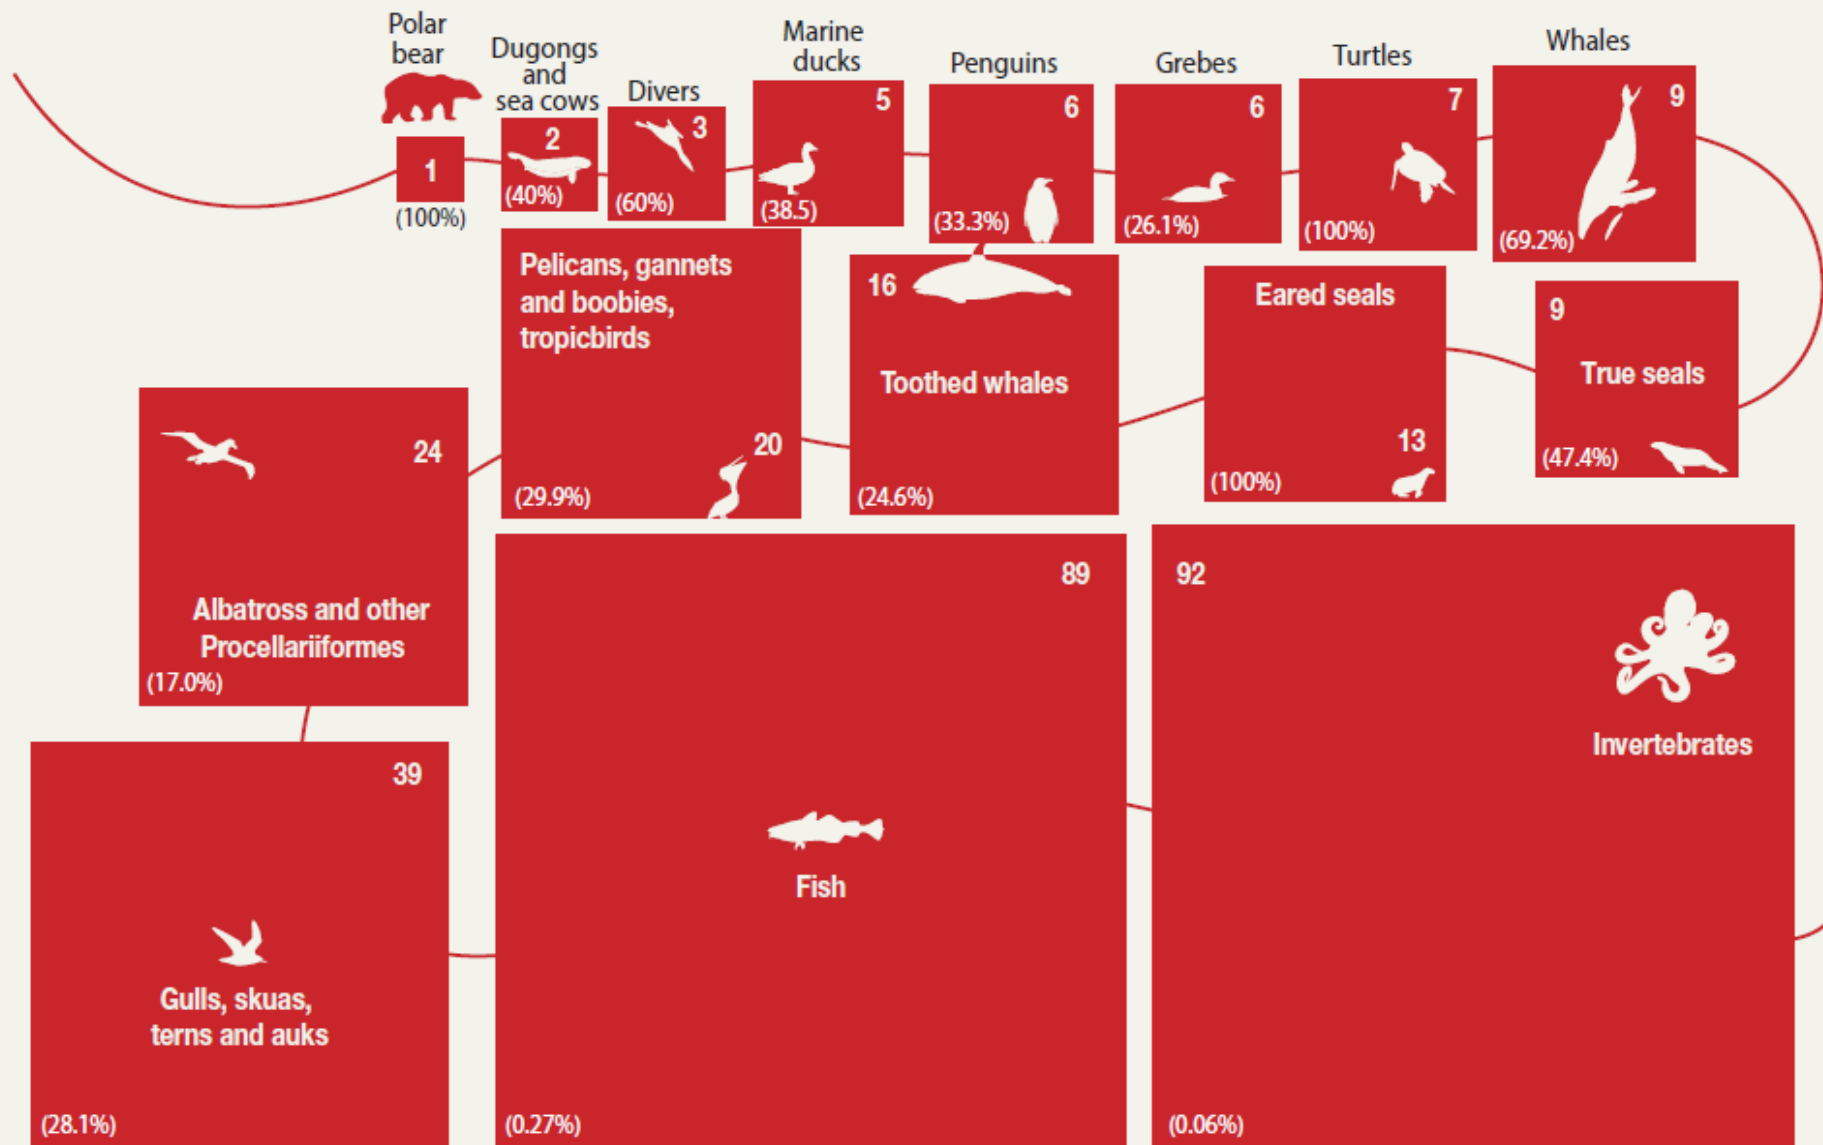 Polar
bear
1
(100%)
Dugongs
and
sea cows
2
(40%)
Divers
3
(60%)
Marine
ducks
5
(38.5)
Penguins
6
(33.3%)
Grebes
6
(26.1%)
Turtles
7
(100%)
Whales
9
(69.2%)
9
True seals
(47.4%)
Eared seals
13
(100%)
16
Toothed whales
(24.6%)
Pelicans, gannets
and boobies,
tropicbirds
20
(29.9%)
24
Albatross and other
Procellariiformes
(17.0%)
39
Gulls, skuas,
terns and auks
(28.1%)
89
Fish
(0.27%)
92
Invertebrates
(0.06%)